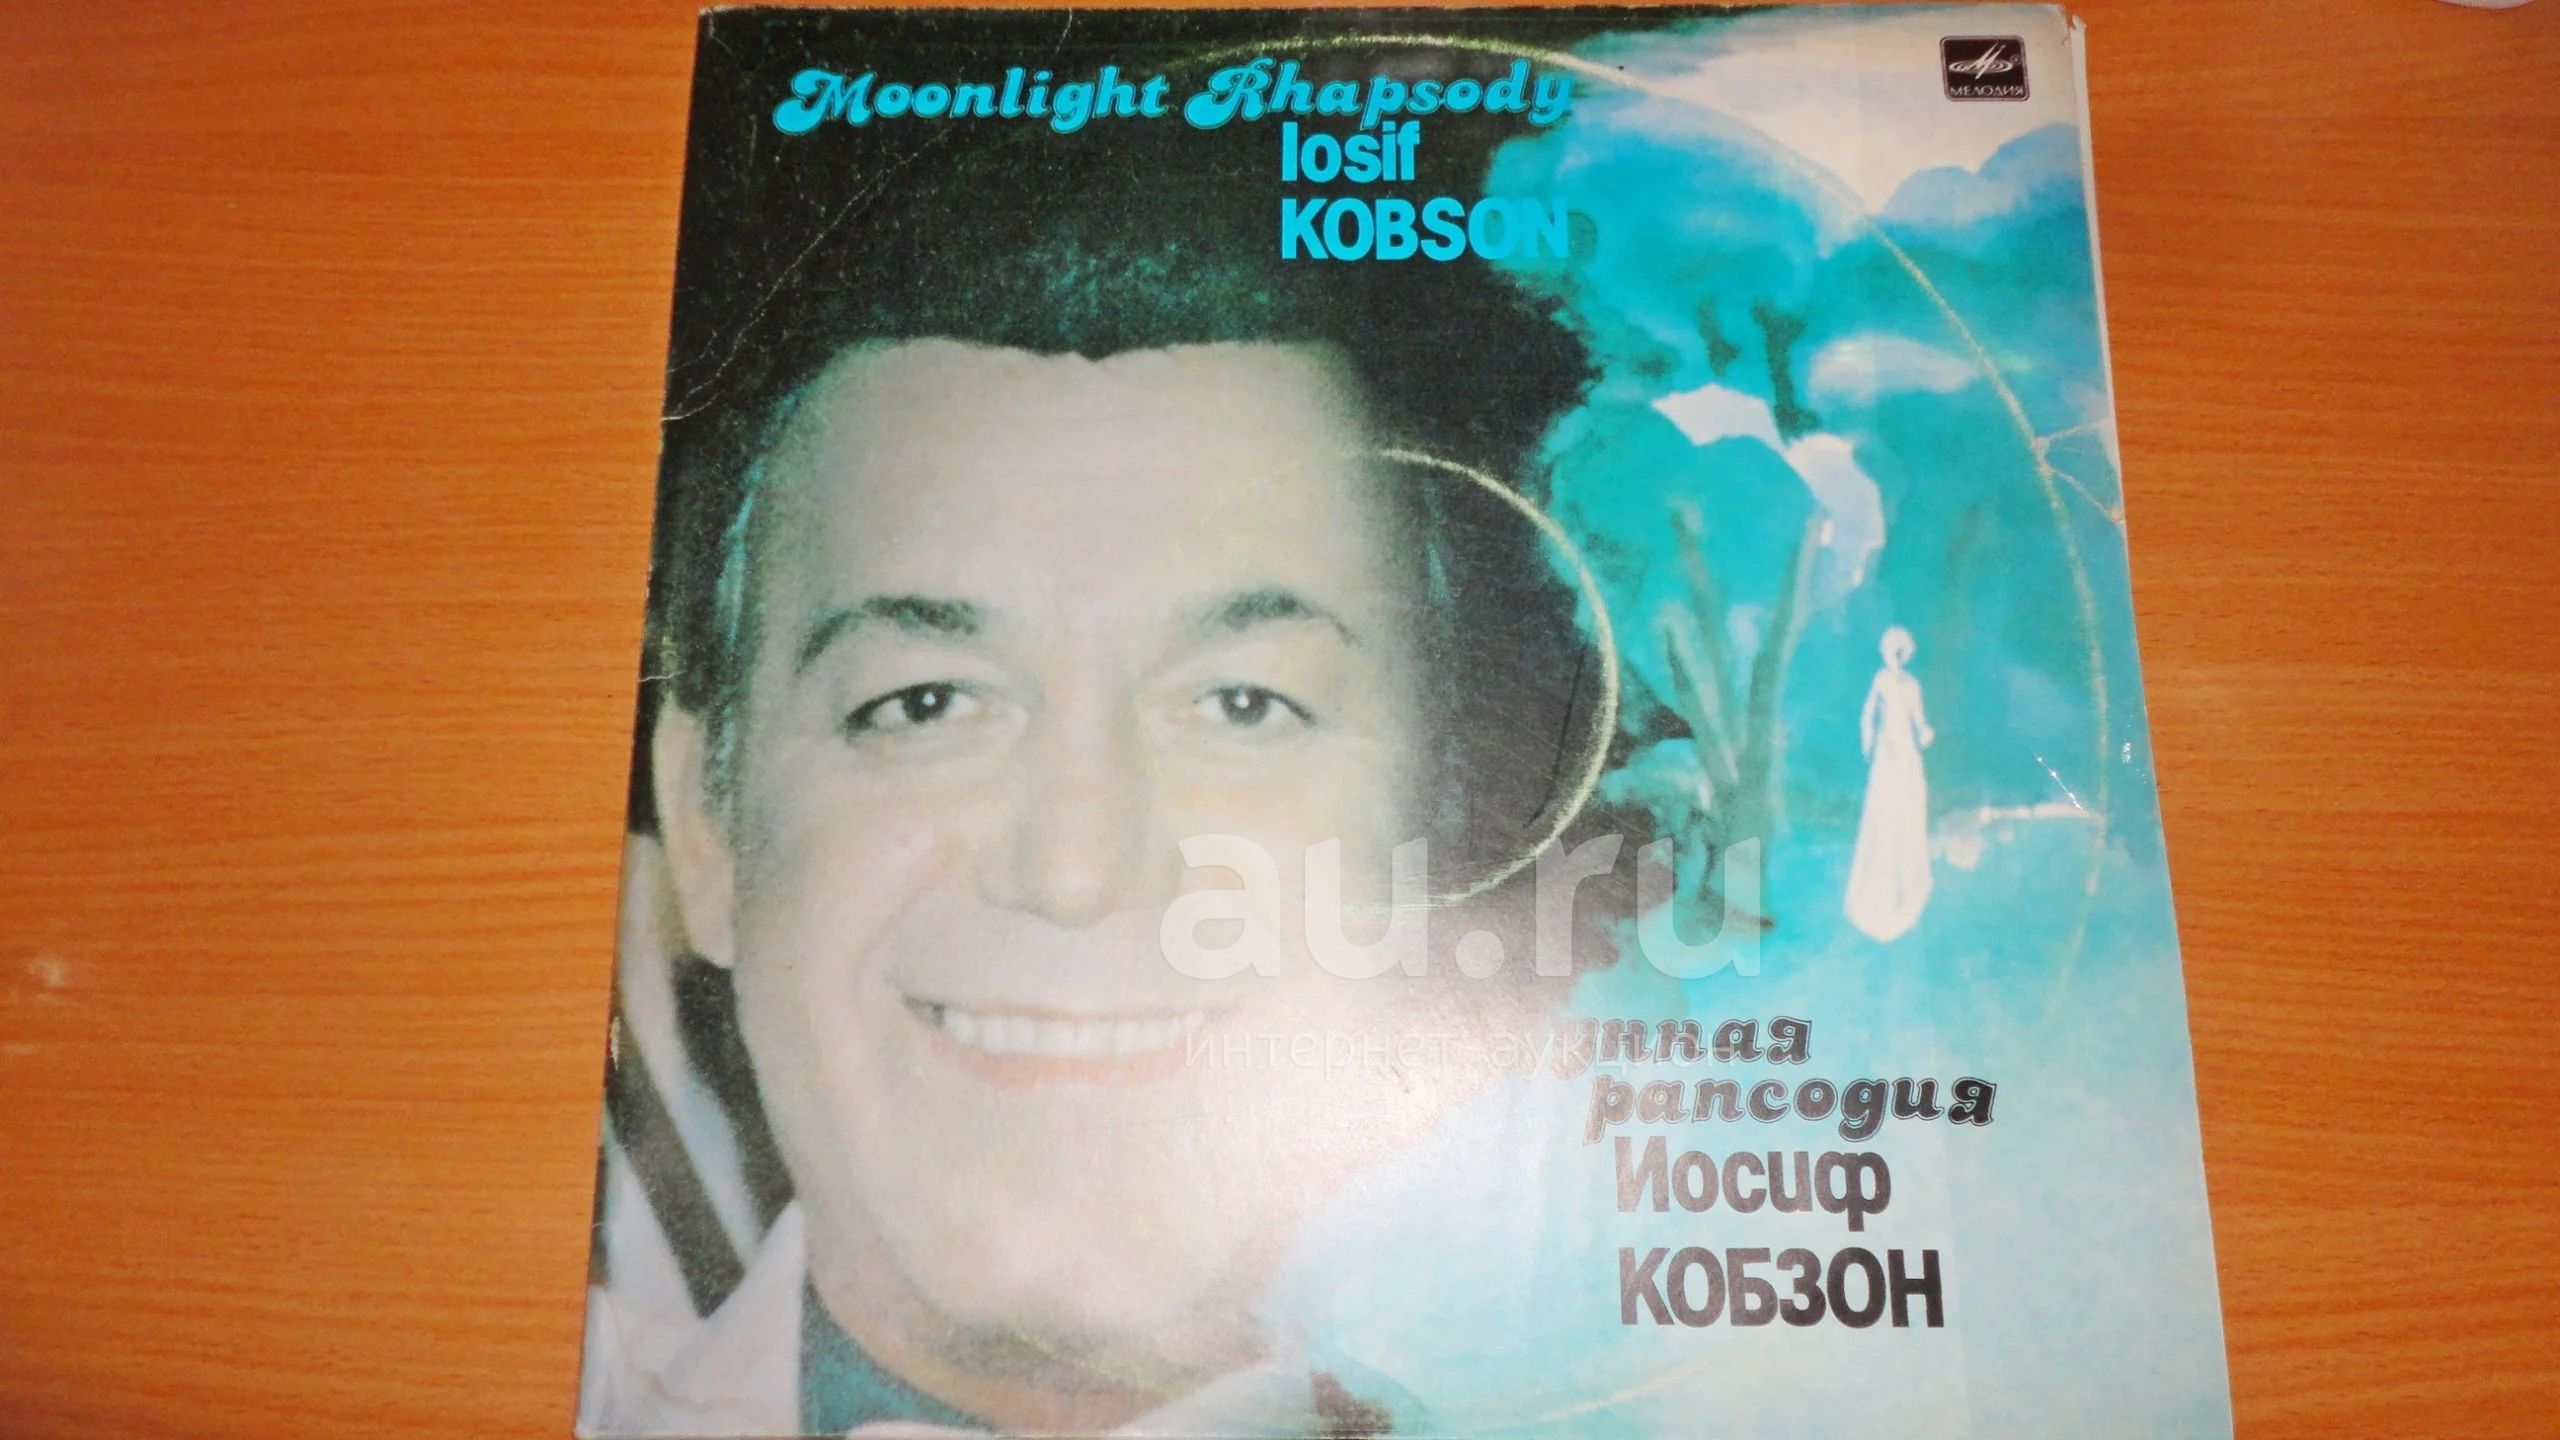 Moonlight Rhapsody
Iosif
KOBSON
МЕЛОДИЯ
au.ru
интернет-аукцион
рапсодия
Иосиф
КОБЗОН